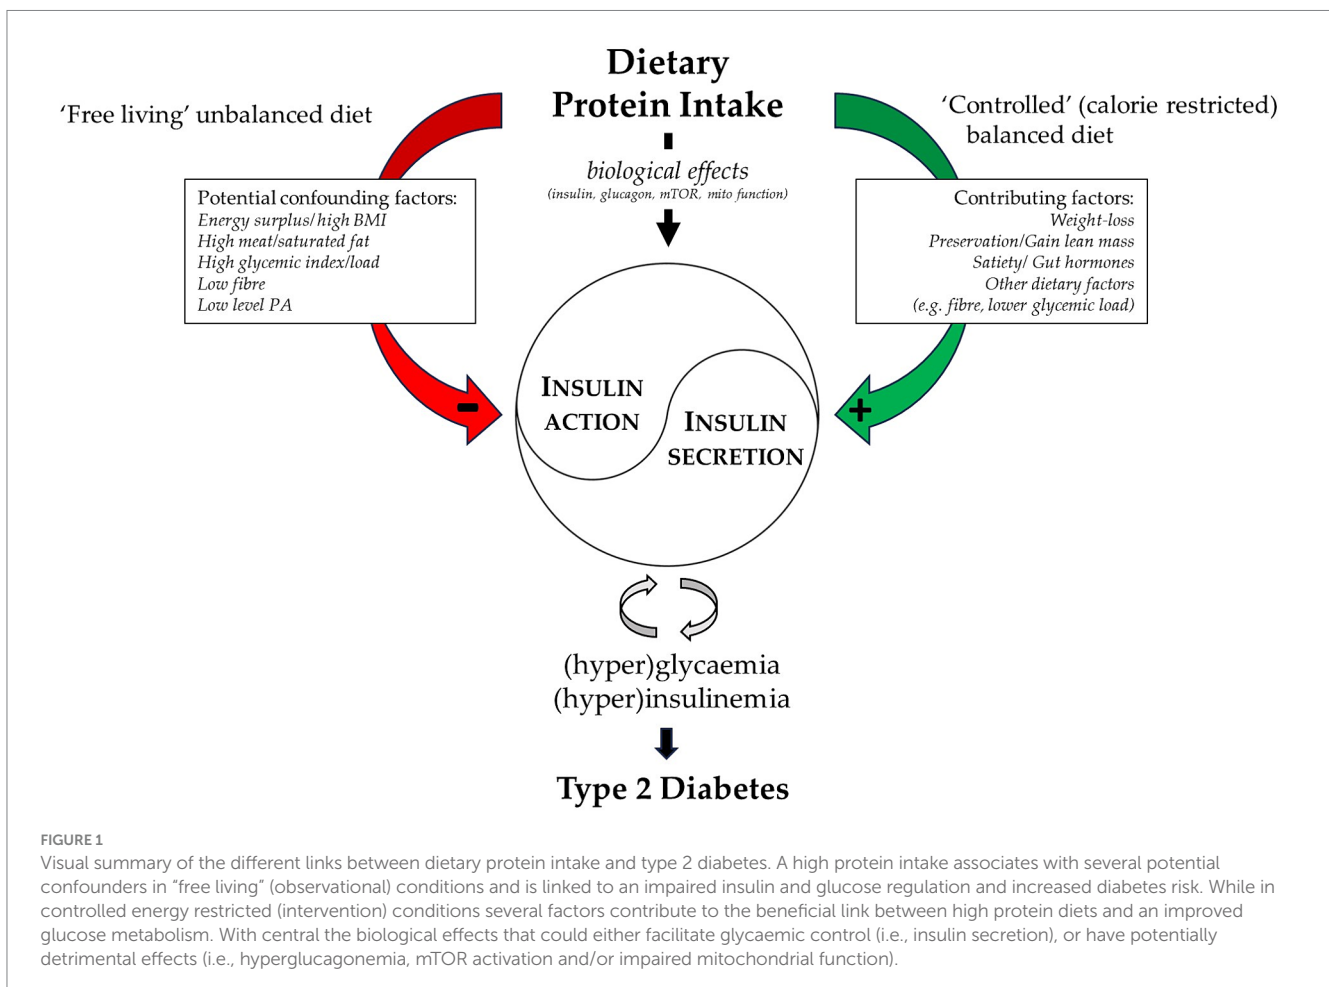 Dietary
Protein Intake
'Free living' unbalanced diet
'Controlled' (calorie restricted)
balanced diet
biological effects
(insulin, glucagon, mTOR, mito function)
Potential confounding factors:
Energy surplus/high BMI
High meat/saturated fat
High glycemic index/load
Low fibre
Low level PA
Contributing factors:
Weight-loss
Preservation/Gain lean mass
Satiety/ Gut hormones
Other dietary factors
(e.g. fibre, lower glycemic load)
-
+
INSULIN
ACTION
INSULIN
SECRETION
(hyper)glycaemia
(hyper)insulinemia
Type 2 Diabetes
FIGURE 1
Visual summary of the different links between dietary protein intake and type 2 diabetes. A high protein intake associates with several potential
confounders in "free living" (observational) conditions and is linked to an impaired insulin and glucose regulation and increased diabetes risk. While in
controlled energy restricted (intervention) conditions several factors contribute to the beneficial link between high protein diets and an improved
glucose metabolism. With central the biological effects that could either facilitate glycaemic control (i.e., insulin secretion), or have potentially
detrimental effects (i.e., hyperglucagonemia, mTOR activation and/or impaired mitochondrial function).